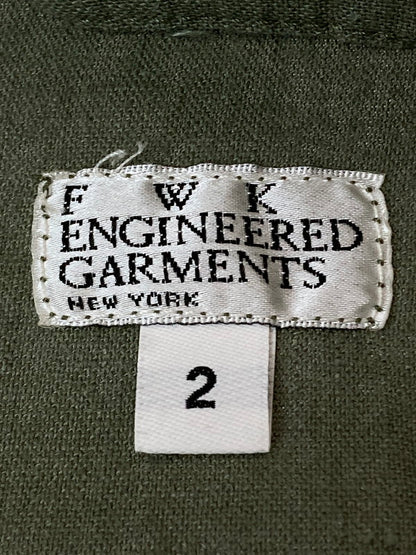 F W K
ENGINEERED
GARMENTS
NEW YORK
2